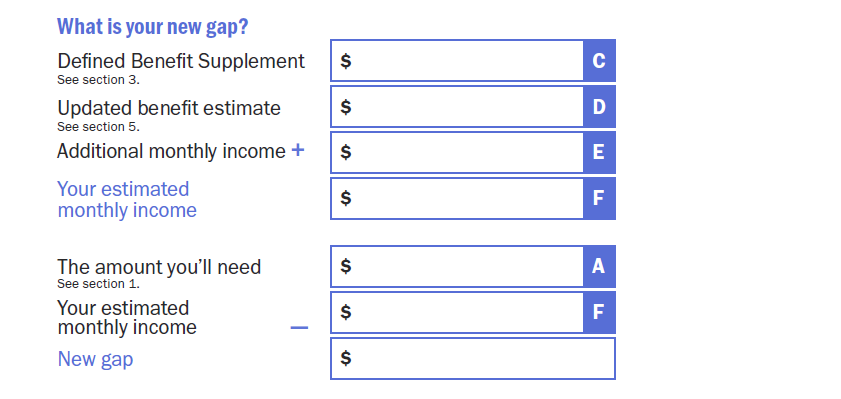 What is your new gap?
Defined Benefit Supplement $ C
See section 3.
Updated benefit estimate $ D
See section 5.
Additional monthly income + $ E
Your estimated
monthly income $ F
The amount you’ll need $ A
See section 1.
Your estimated
monthly income — $ F
New gap $